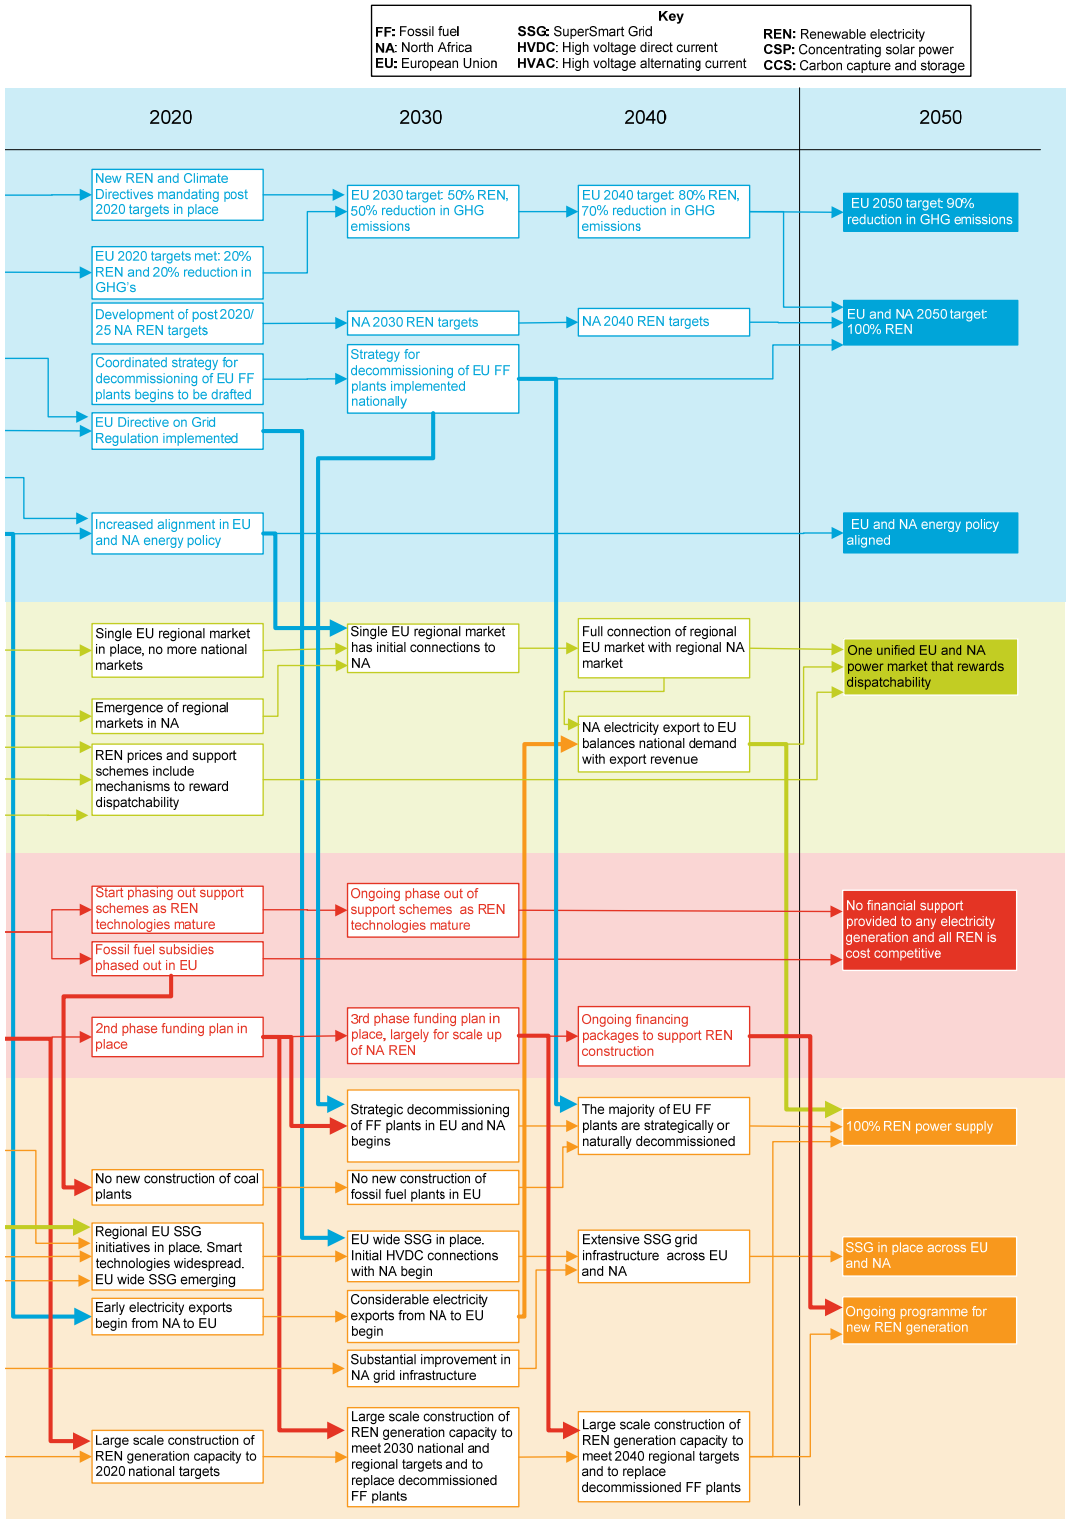 Key
FF: Fossil fuel
NA: North Africa
EU: European Union
SSG: SuperSmart Grid
HVDC: High voltage direct current
HVAC: High voltage alternating current
REN: Renewable electricity
CSP: Concentrating solar power
CCS: Carbon capture and storage
2020
2030
2040
2050
New REN and Climate
Directives mandating post
2020 targets in place
EU 2030 target: 50% REN,
50% reduction in GHG
emissions
EU 2040 target: 80% REN,
70% reduction in GHG
emissions
EU 2050 target: 90%
reduction in GHG emissions
EU 2020 targets met: 20%
REN and 20% reduction in
GHG's
Development of post 2020/
25 NA REN targets
NA 2030 REN targets
NA 2040 REN targets
EU and NA 2050 target:
100% REN
Coordinated strategy for
decommissioning of EU FF
plants begins to be drafted
Strategy for
decommissioning of EU FF
plants implemented
nationally
EU Directive on Grid
Regulation implemented
Increased alignment in EU
and NA energy policy
EU and NA energy policy
aligned
Single EU regional market
in place, no more national
markets
Single EU regional market
has initial connections to
NA
Full connection of regional
EU market with regional NA
market
One unified EU and NA
power market that rewards
dispatchability
Emergence of regional
markets in NA
NA electricity export to EU
balances national demand
with export revenue
REN prices and support
schemes include
mechanisms to reward
dispatchability
Start phasing out support
schemes as REN
technologies mature
Ongoing phase out of
support schemes as REN
technologies mature
No financial support
provided to any electricity
generation and all REN is
cost competitive
Fossil fuel subsidies
phased out in EU
2nd phase funding plan in
place
3rd phase funding plan in
place, largely for scale up
of NA REN
Ongoing financing
packages to support REN
construction
Strategic decommissioning
of FF plants in EU and NA
begins
The majority of EU FF
plants are strategically or
naturally decommissioned
100% REN power supply
No new construction of coal
plants
No new construction of
fossil fuel plants in EU
Regional EU SSG
initiatives in place. Smart
technologies widespread.
EU wide SSG emerging
EU wide SSG in place.
Initial HVDC connections
with NA begin
Extensive SSG grid
infrastructure across EU
and NA
SSG in place across EU
and NA
Early electricity exports
begin from NA to EU
Considerable electricity
exports from NA to EU
begin
Ongoing programme for
new REN generation
Substantial improvement in
NA grid infrastructure
Large scale construction of
REN generation capacity to
2020 national targets
Large scale construction of
REN generation capacity to
meet 2030 national and
regional targets and to
replace decommissioned
FF plants
Large scale construction of
REN generation capacity to
meet 2040 regional targets
and to replace
decommissioned FF plants